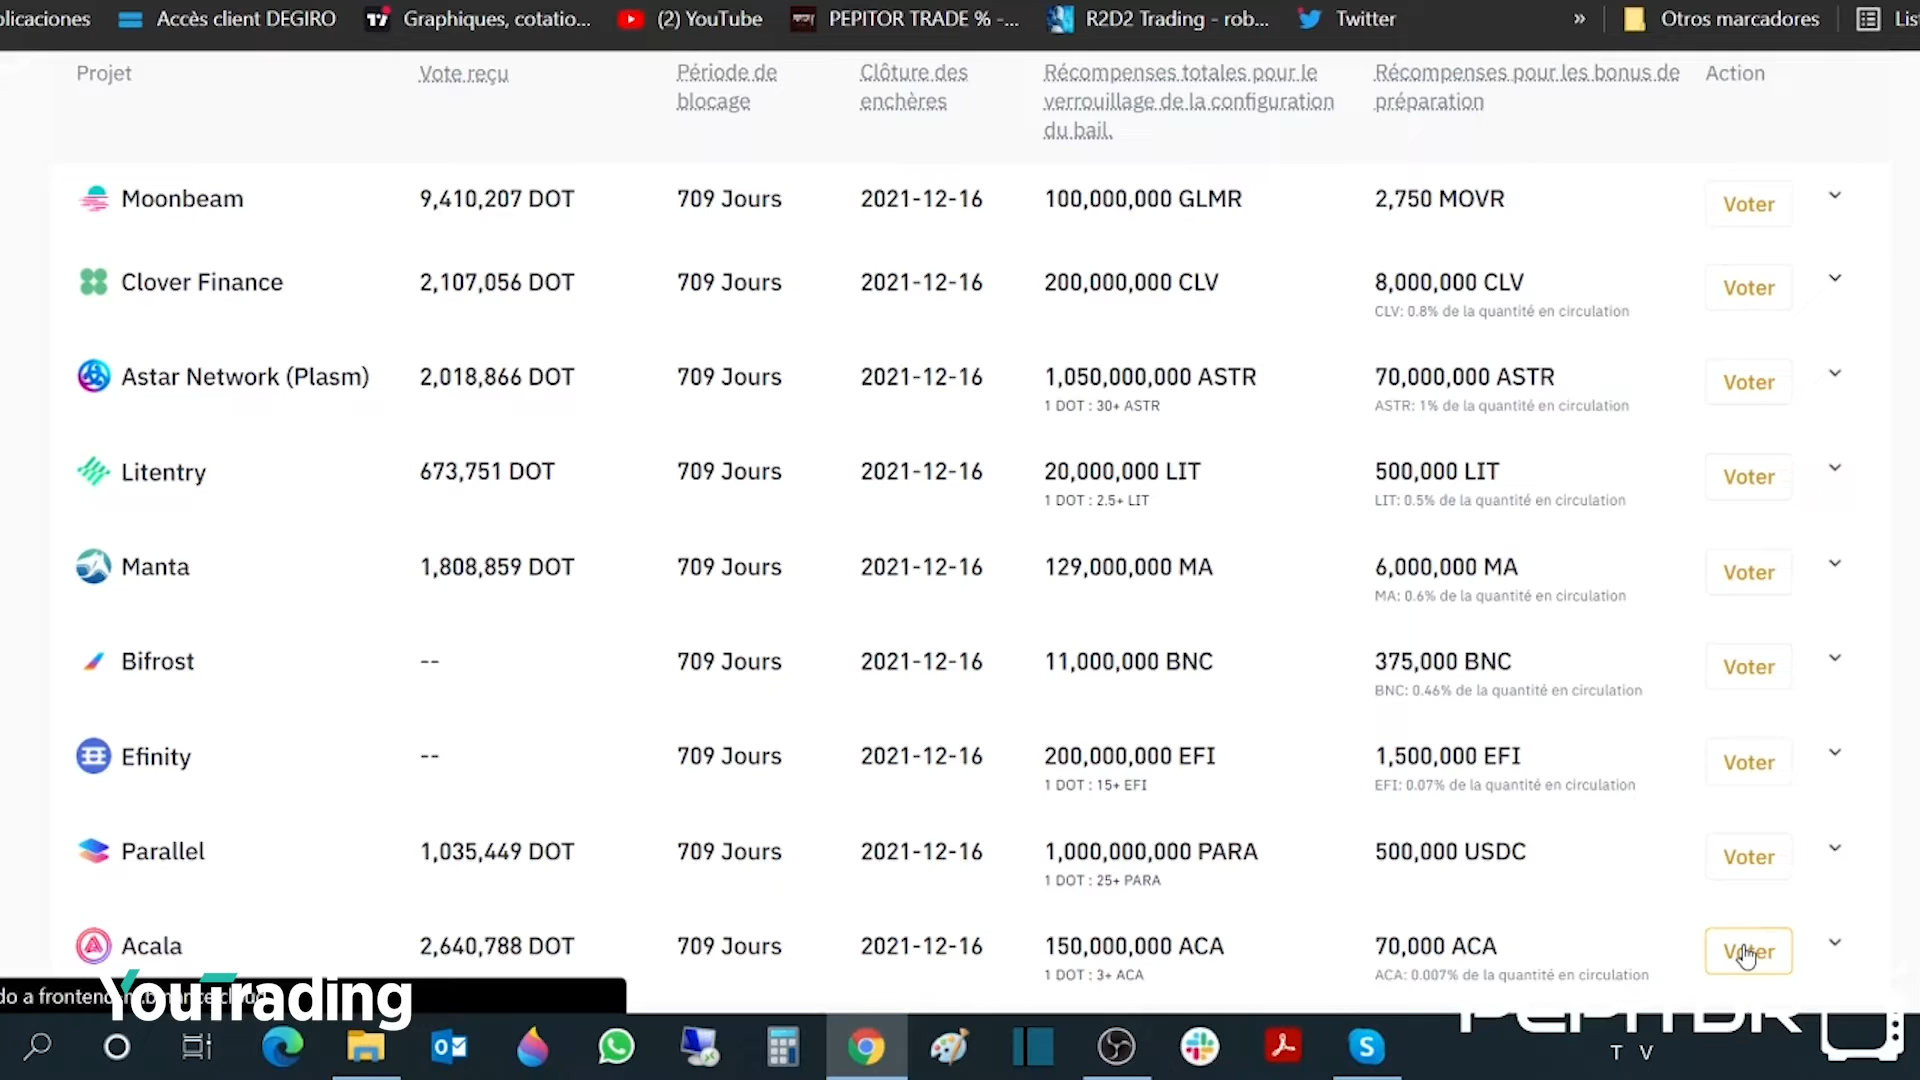 plicaciones Accès client DEGIRO Graphiques, cotatio... (2) YouTube PEPITOR TRADE % -... R2D2 Trading - rob... Twitter » Otros marcadores Lis
Projet Vote reçu Période de blocage Clôture des enchères Récompenses totales pour le verrouillage de la configuration du bail. Récompenses pour les bonus de préparation Action
Moonbeam 9,410,207 DOT 709 Jours 2021-12-16 100,000,000 GLMR 2,750 MOVR Voter
Clover Finance 2,107,056 DOT 709 Jours 2021-12-16 200,000,000 CLV 8,000,000 CLV Voter
CLV: 0.8% de la quantité en circulation
Astar Network (Plasm) 2,018,866 DOT 709 Jours 2021-12-16 1,050,000,000 ASTR 70,000,000 ASTR Voter
1 DOT : 30+ ASTR ASTR: 1% de la quantité en circulation
Litentry 673,751 DOT 709 Jours 2021-12-16 20,000,000 LIT 500,000 LIT Voter
1 DOT : 2.5+ LIT LIT: 0.5% de la quantité en circulation
Manta 1,808,859 DOT 709 Jours 2021-12-16 129,000,000 MA 6,000,000 MA Voter
MA: 0.6% de la quantité en circulation
Bifrost -- 709 Jours 2021-12-16 11,000,000 BNC 375,000 BNC Voter
BNC: 0.46% de la quantité en circulation
Efinity -- 709 Jours 2021-12-16 200,000,000 EFI 1,500,000 EFI Voter
1 DOT : 15+ EFI EFI: 0.07% de la quantité en circulation
Parallel 1,035,449 DOT 709 Jours 2021-12-16 1,000,000,000 PARA 500,000 USDC Voter
1 DOT : 25+ PARA
Acala 2,640,788 DOT 709 Jours 2021-12-16 150,000,000 ACA 70,000 ACA Voter
1 DOT : 3+ ACA ACA: 0.007% de la quantité en circulation
do a
YouTrading
TV